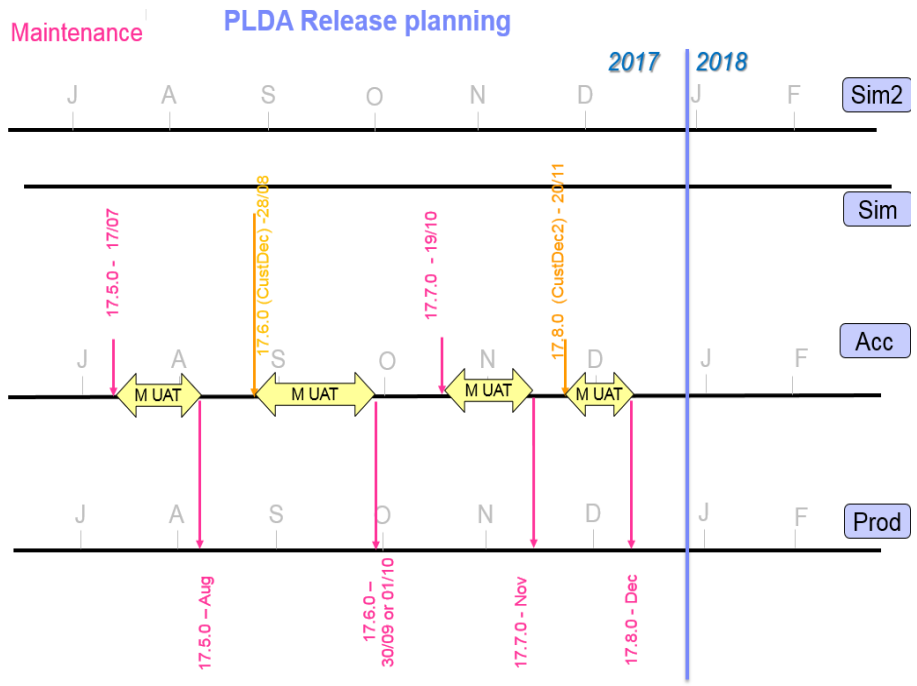 PLDA Release planning
Maintenance
2017 2018
J A S O N D J F
Sim2
Sim
17.5.0 - 17/07
17.6.0 (CustDec) -28/08
17.7.0 - 19/10
17.8.0 (CustDec2) - 20/11
J A S O N D J F
Acc
M UAT M UAT M UAT M UAT
J A S O N D J F
Prod
17.5.0 – Aug
17.6.0 –
30/09 or 01/10
17.7.0 - Nov
17.8.0 - Dec